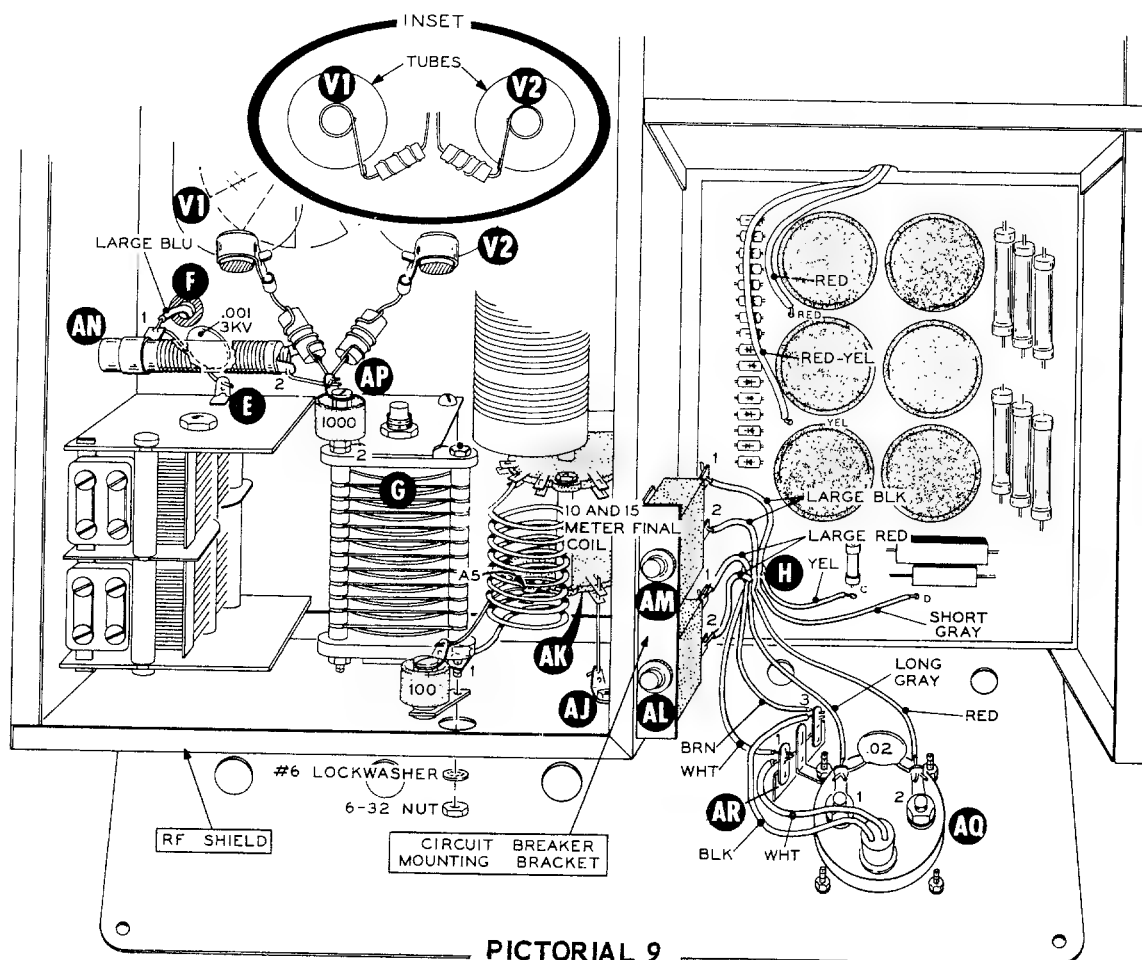 INSET
TUBES
V1
V2
V1
V2
LARGE BLU
F
AN
1
.001
3KV
2
E
AP
1000
2
G
10 AND 15
METER FINAL
COIL
A5
AK
AJ
100
1
RED
RED
RED-YEL
YEL
1
2
LARGE BLK
LARGE RED
H
YEL
C
D
SHORT
GRAY
AM
1
2
AL
LONG
GRAY
RED
3
BRN
WHT
1
AR
.02
1
2
AQ
BLK
WHT
#6 LOCKWASHER
6-32 NUT
RF SHIELD
CIRCUIT BREAKER
MOUNTING BRACKET
PICTORIAL 9